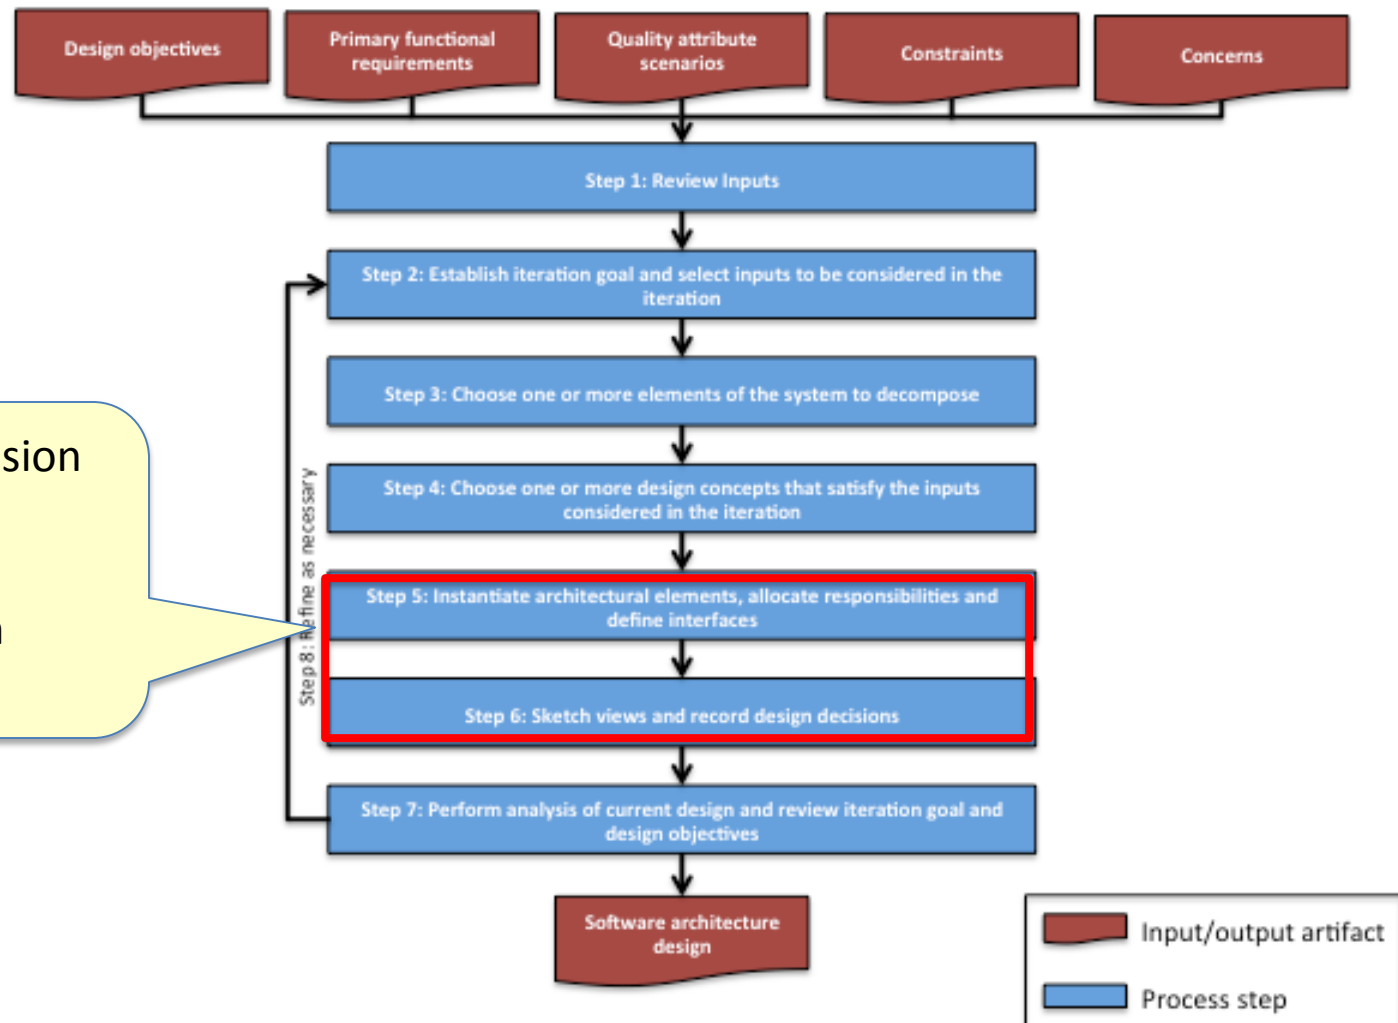 Design objectives
Primary functional
requirements
Quality attribute
scenarios
Constraints
Concerns
Step 1: Review Inputs
Step 2: Establish iteration goal and select inputs to be considered in the
iteration
Step 3: Choose one or more elements of the system to decompose
sion
Step 4: Choose one or more design concepts that satisfy the inputs
considered in the iteration
Step 8: Refine as necessary
Step 5: Instantiate architectural elements, allocate responsibilities and
define interfaces
Step 6: Sketch views and record design decisions
Step 7: Perform analysis of current design and review iteration goal and
design objectives
Software architecture
design
Input/output artifact
Process step